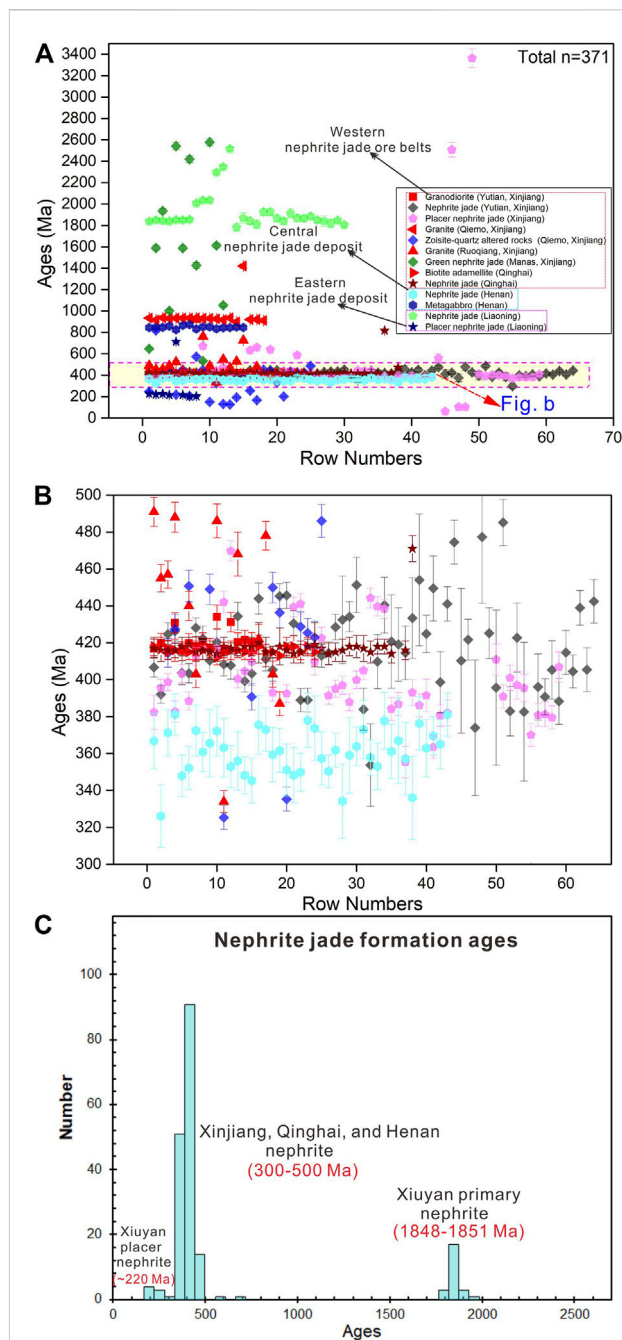 A
Total n=371
3400
3200
3000
2800
2600
2400
2200
2000
1800
1600
1400
1200
1000
800
600
400
200
0
Ages (Ma)
Western
nephrite jade ore belts
Central
nephrite jade deposit
Eastern
nephrite jade deposit
Granodiorite (Yutian, Xinjiang)
Nephrite jade (Yutian, Xinjiang)
Placer nephrite jade (Xinjiang)
Granite (Qiemo, Xinjiang)
Zoisite-quartz altered rocks (Qiemo, Xinjiang)
Granite (Ruoqiang, Xinjiang)
Green nephrite jade (Manas, Xinjiang)
Biotite adamellite (Qinghai)
Nephrite jade (Qinghai)
Nephrite jade (Henan)
Metagabbro (Henan)
Nephrite jade (Liaoning)
Placer nephrite jade (Liaoning)
Fig. b
0 10 20 30 40 50 60 70
Row Numbers
B
500
480
460
440
420
400
380
360
340
320
300
Ages (Ma)
0 10 20 30 40 50 60
Row Numbers
C
Nephrite jade formation ages
100
80
60
40
20
0
Number
Xinjiang, Qinghai, and Henan
nephrite
(300-500 Ma)
Xiuyan
placer
nephrite
(~220 Ma)
Xiuyan primary
nephrite
(1848-1851 Ma)
0 500 1000 1500 2000 2500
Ages